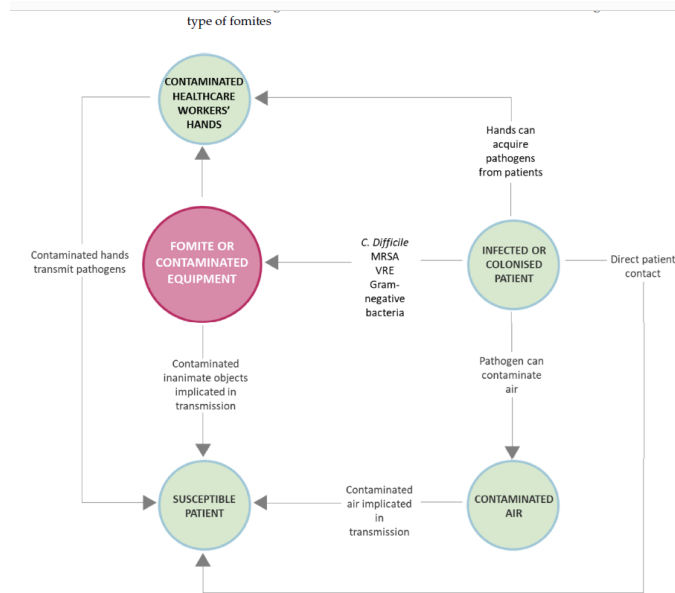 type of fomites
CONTAMINATED
HEALTHCARE
WORKERS'
HANDS
Hands can
acquire
pathogens
from patients
Contaminated hands
transmit pathogens
FOMITE OR
CONTAMINATED
EQUIPMENT
C. Difficile
MRSA
VRE
Gram-
negative
bacteria
INFECTED OR
COLONISED
PATIENT
Direct patient
contact
Contaminated
inanimate objects
implicated in
transmission
Pathogen can
contaminate
air
SUSCEPTIBLE
PATIENT
Contaminated
air implicated
in
transmission
CONTAMINATED
AIR